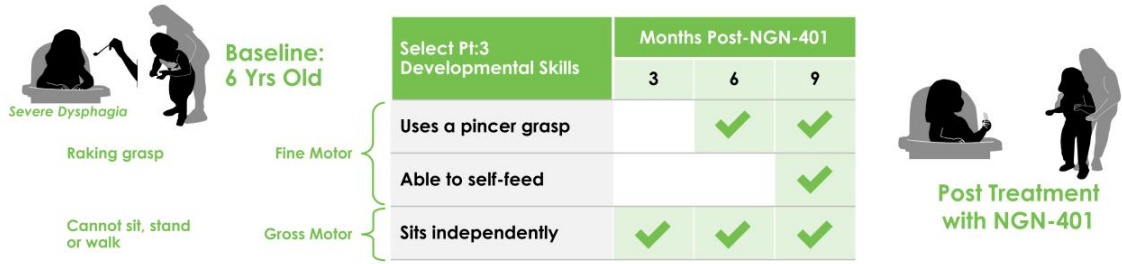 Baseline:
6 Yrs Old
Severe Dysphagia
Raking grasp
Cannot sit, stand
or walk
Fine Motor
Gross Motor
Select Pt:3
Developmental Skills
Months Post-NGN-401
3 6 9
Uses a pincer grasp
Able to self-feed
Sits independently
Post Treatment
with NGN-401